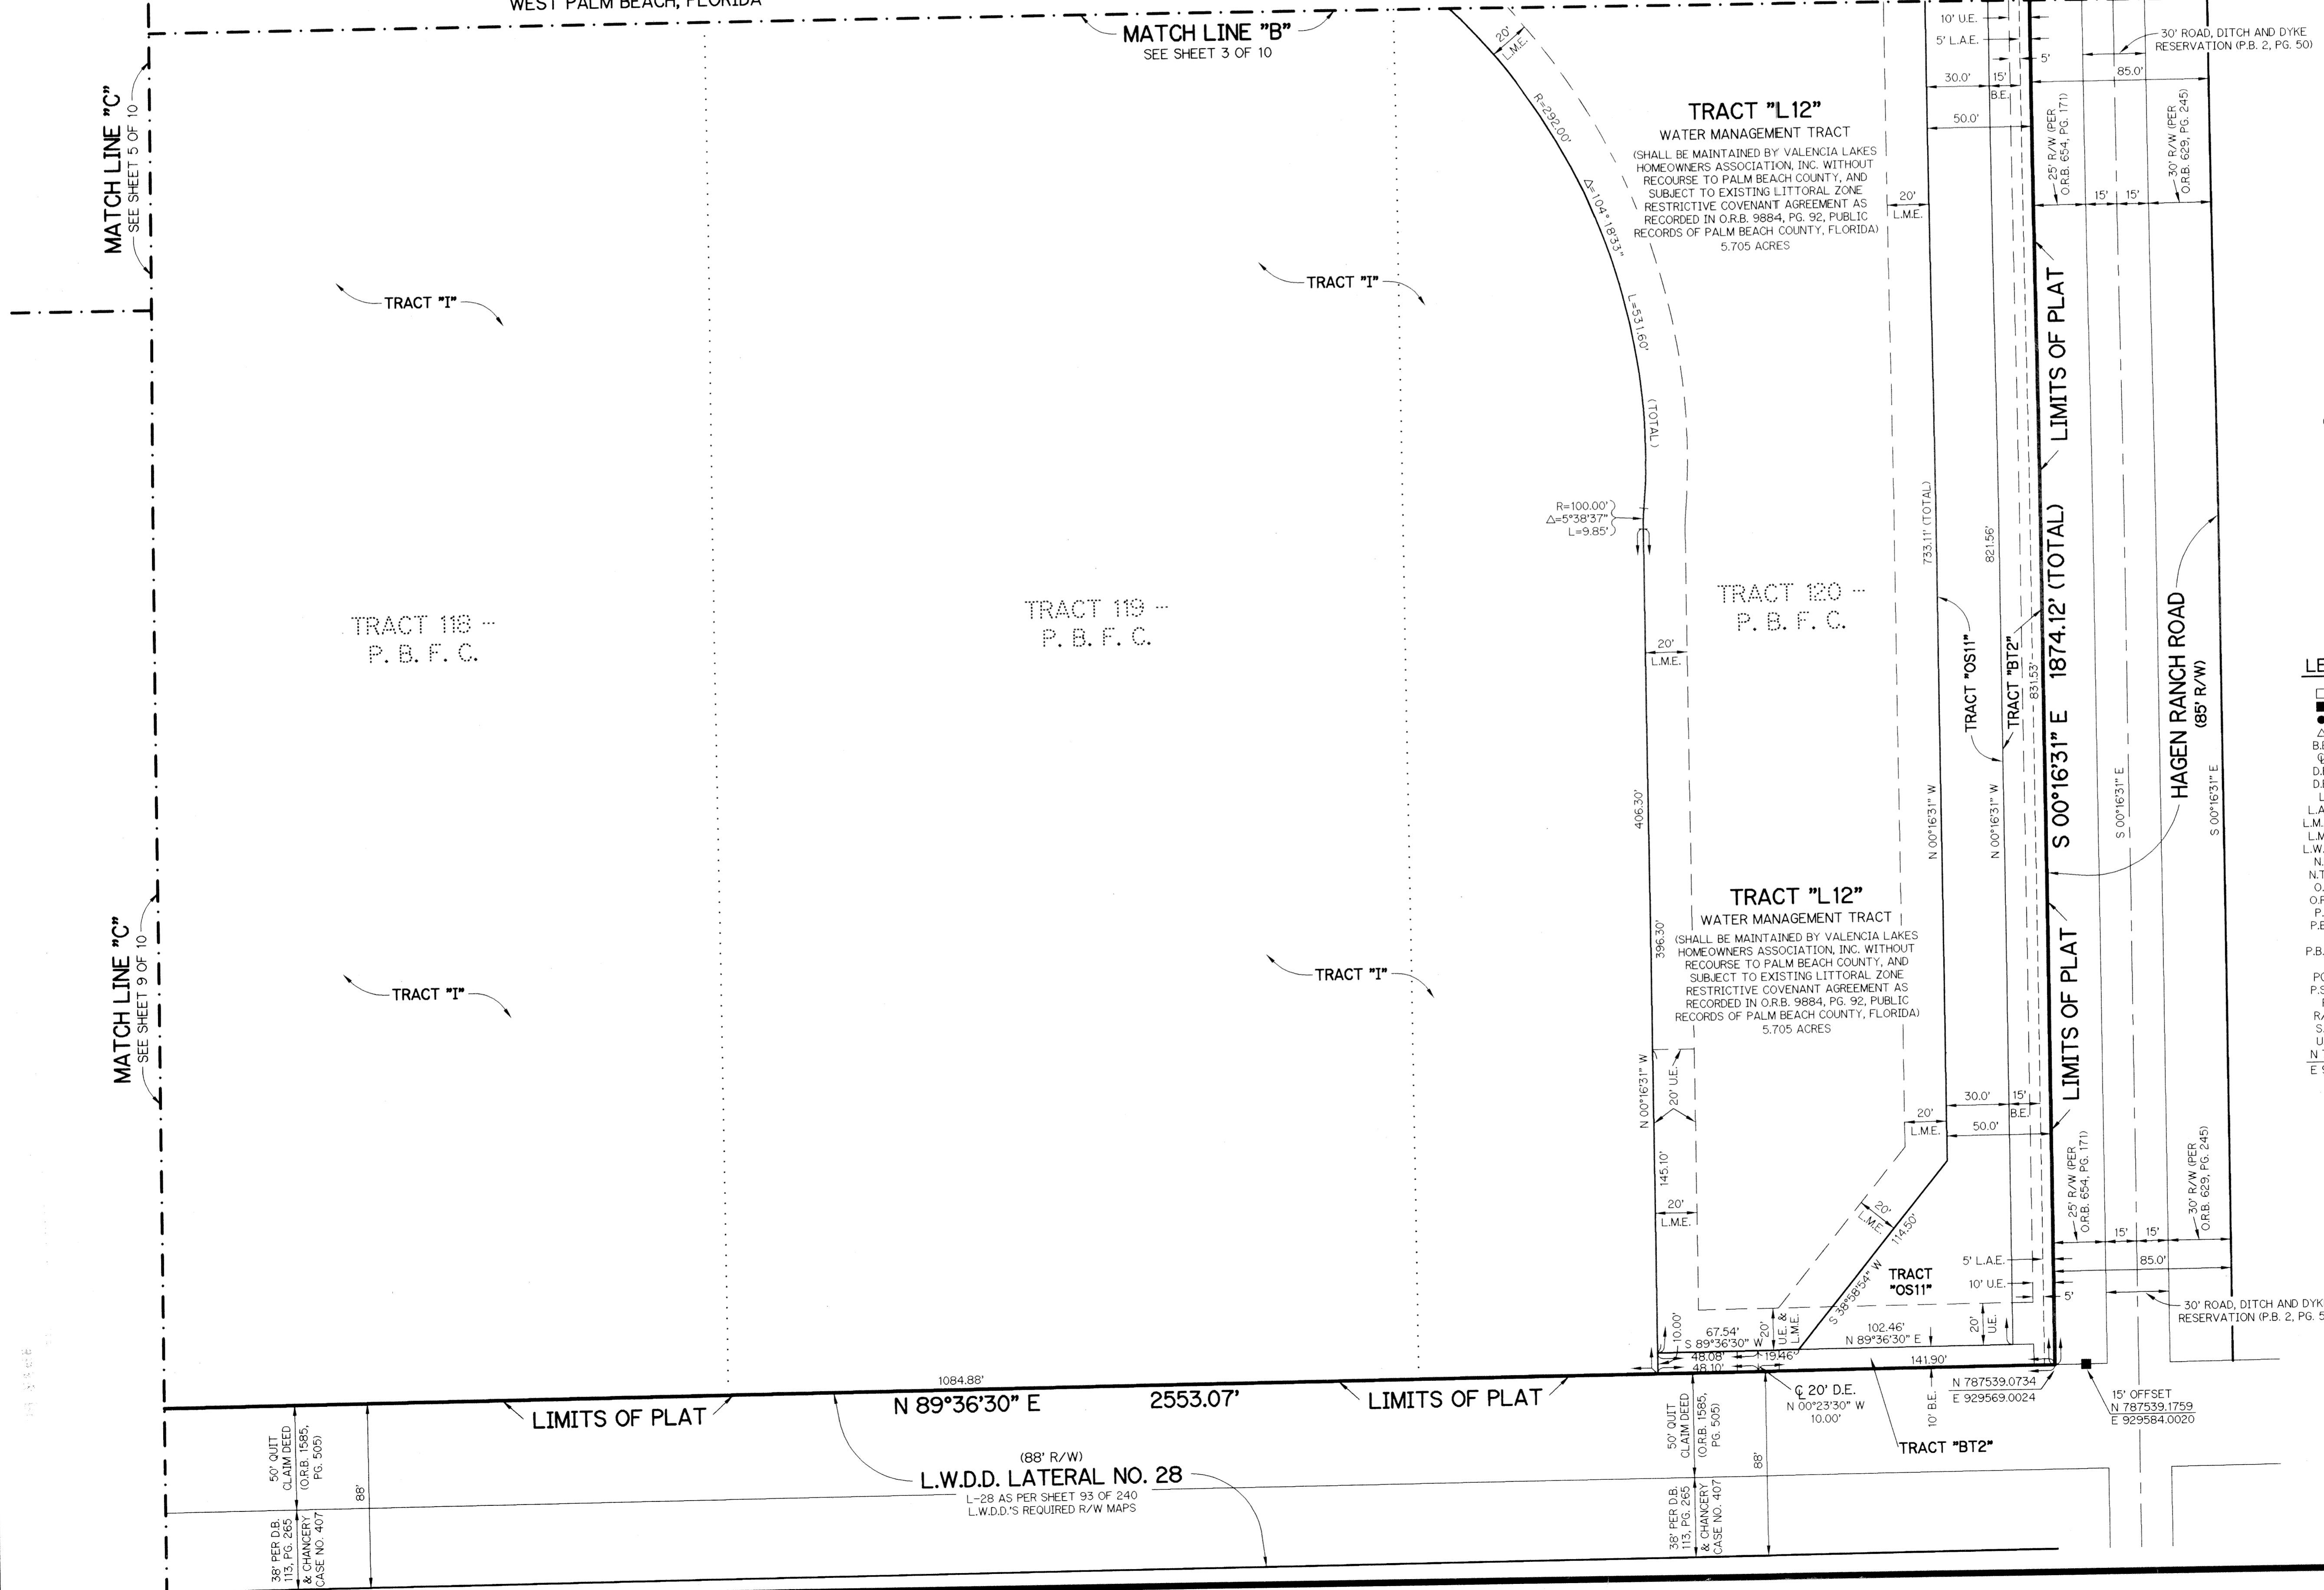 WEST PALM BEACH, FLORIDA
MATCH LINE "B"
SEE SHEET 3 OF 10
MATCH LINE "C"
SEE SHEET 5 OF 10
20'
L.M.E.
R=292.00'
△=104°18'33"
L=531.60'
(TOTAL)
TRACT "L12"
WATER MANAGEMENT TRACT
(SHALL BE MAINTAINED BY VALENCIA LAKES
HOMEOWNERS ASSOCIATION, INC. WITHOUT
RECOURSE TO PALM BEACH COUNTY, AND
SUBJECT TO EXISTING LITTORAL ZONE
RESTRICTIVE COVENANT AGREEMENT AS
RECORDED IN O.R.B. 9884, PG. 92, PUBLIC
RECORDS OF PALM BEACH COUNTY, FLORIDA)
5.705 ACRES
20'
L.M.E.
10' U.E.
5' L.A.E.
5'
30.0'
15'
B.E.
50.0'
85.0'
30' ROAD, DITCH AND DYKE
RESERVATION (P.B. 2, PG. 50)
25' R/W (PER
O.R.B. 654, PG. 171)
15'
15'
30' R/W (PER
O.R.B. 629, PG. 245)
LIMITS OF PLAT
TRACT "I"
TRACT "I"
R=100.00'
△=5°38'37"
L=9.85'
TRACT 118 --
P. B. F. C.
TRACT 119 --
P. B. F. C.
TRACT 120 --
P. B. F. C.
20'
L.M.E.
733.11' (TOTAL)
821.56'
TRACT "OS11"
TRACT "BT2"
831.53'
S 00°16'31" E 1874.12' (TOTAL)
HAGEN RANCH ROAD
(85' R/W)
N 00°16'31" W
N 00°16'31" W
S 00°16'31" E
S 00°16'31" E
406.30'
396.30'
N 00°16'31" W
MATCH LINE "C"
SEE SHEET 9 OF 10
TRACT "I"
TRACT "I"
TRACT "L12"
WATER MANAGEMENT TRACT
(SHALL BE MAINTAINED BY VALENCIA LAKES
HOMEOWNERS ASSOCIATION, INC. WITHOUT
RECOURSE TO PALM BEACH COUNTY, AND
SUBJECT TO EXISTING LITTORAL ZONE
RESTRICTIVE COVENANT AGREEMENT AS
RECORDED IN O.R.B. 9884, PG. 92, PUBLIC
RECORDS OF PALM BEACH COUNTY, FLORIDA)
5.705 ACRES
LIMITS OF PLAT
20' U.E.
145.10'
20'
L.M.E.
20'
L.M.E.
30.0'
15'
B.E.
50.0'
25' R/W (PER
O.R.B. 654, PG. 171)
30' R/W (PER
O.R.B. 629, PG. 245)
15'
15'
85.0'
20'
L.M.E.
114.50'
S 38°58'54" W
TRACT
"OS11"
5' L.A.E.
10' U.E.
5'
30' ROAD, DITCH AND DYK
RESERVATION (P.B. 2, PG. 5
10.00'
67.54'
S 89°36'30" W
20'
U.E. &
L.M.E.
102.46'
N 89°36'30" E
20'
U.E.
48.08'
19.46'
48.10'
141.90'
1084.88'
N 89°36'30" E 2553.07'
LIMITS OF PLAT
LIMITS OF PLAT
℄ 20' D.E.
N 00°23'30" W
10.00'
10' B.E.
N 787539.0734
E 929569.0024
15' OFFSET
N 787539.1759
E 929584.0020
TRACT "BT2"
50' QUIT
CLAIM DEED
(O.R.B. 1585,
PG. 505)
88'
38' PER D.B.
113, PG. 265
& CHANCERY
CASE NO. 407
(88' R/W)
L.W.D.D. LATERAL NO. 28
L-28 AS PER SHEET 93 OF 240
L.W.D.D.'S REQUIRED R/W MAPS
50' QUIT
CLAIM DEED
(O.R.B. 1585,
PG. 505)
88'
38' PER D.B.
113, PG. 265
& CHANCERY
CASE NO. 407